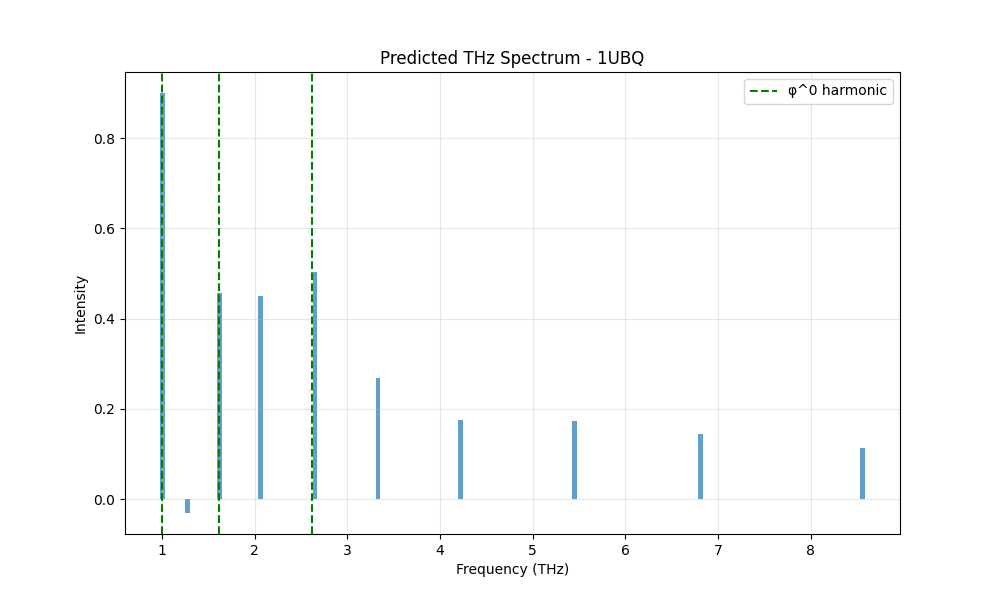 Predicted THz Spectrum - 1UBQ
φ^0 harmonic
Intensity
0.8
0.6
0.4
0.2
0.0
1 2 3 4 5 6 7 8
Frequency (THz)